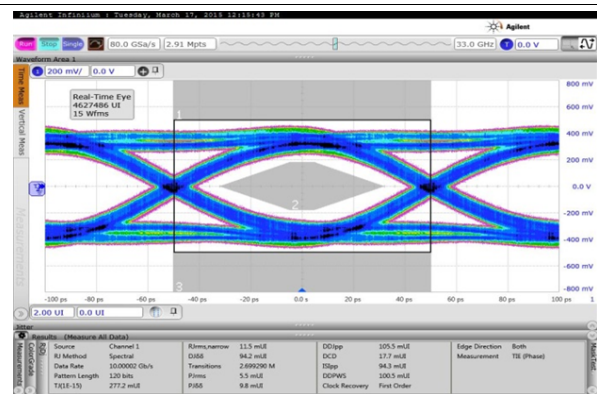 Agilent Infiniium : Tuesday, March 17, 2015 12:15:43 PM
Agilent
Run Stop Single 80.0 GSa/s 2.91 Mpts 33.0 GHz T 0.0 V
Waveform Area 1
1 200 mV/ 0.0 V
Time Meas
Vertical Meas
Measurements
Real-Time Eye
4627486 UI
15 Wfms
1
2
3
800 mV
600 mV
400 mV
200 mV
0.0 V
-200 mV
-400 mV
-600 mV
-800 mV
-100 ps -80 ps -60 ps -40 ps -20 ps 0.0 s 20 ps 40 ps 60 ps 80 ps 100 ps 1
2.00 UI 0.0 UI
Jitter
Results (Measure All Data)
Measurements
ColorGrade
RJDJ
MaskTest
Source Channel 1 RJrms,narrow 11.5 mUI DDJpp 105.5 mUI Edge Direction Both
RJ Method Spectral DJδδ 94.2 mUI DCD 17.7 mUI Measurement TIE (Phase)
Data Rate 10.00002 Gb/s Transitions 2.699290 M ISIpp 94.3 mUI
Pattern Length 120 bits PJrms 5.5 mUI DDPWS 100.5 mUI
TJ(1E-15) 277.2 mUI PJδδ 9.8 mUI Clock Recovery First Order